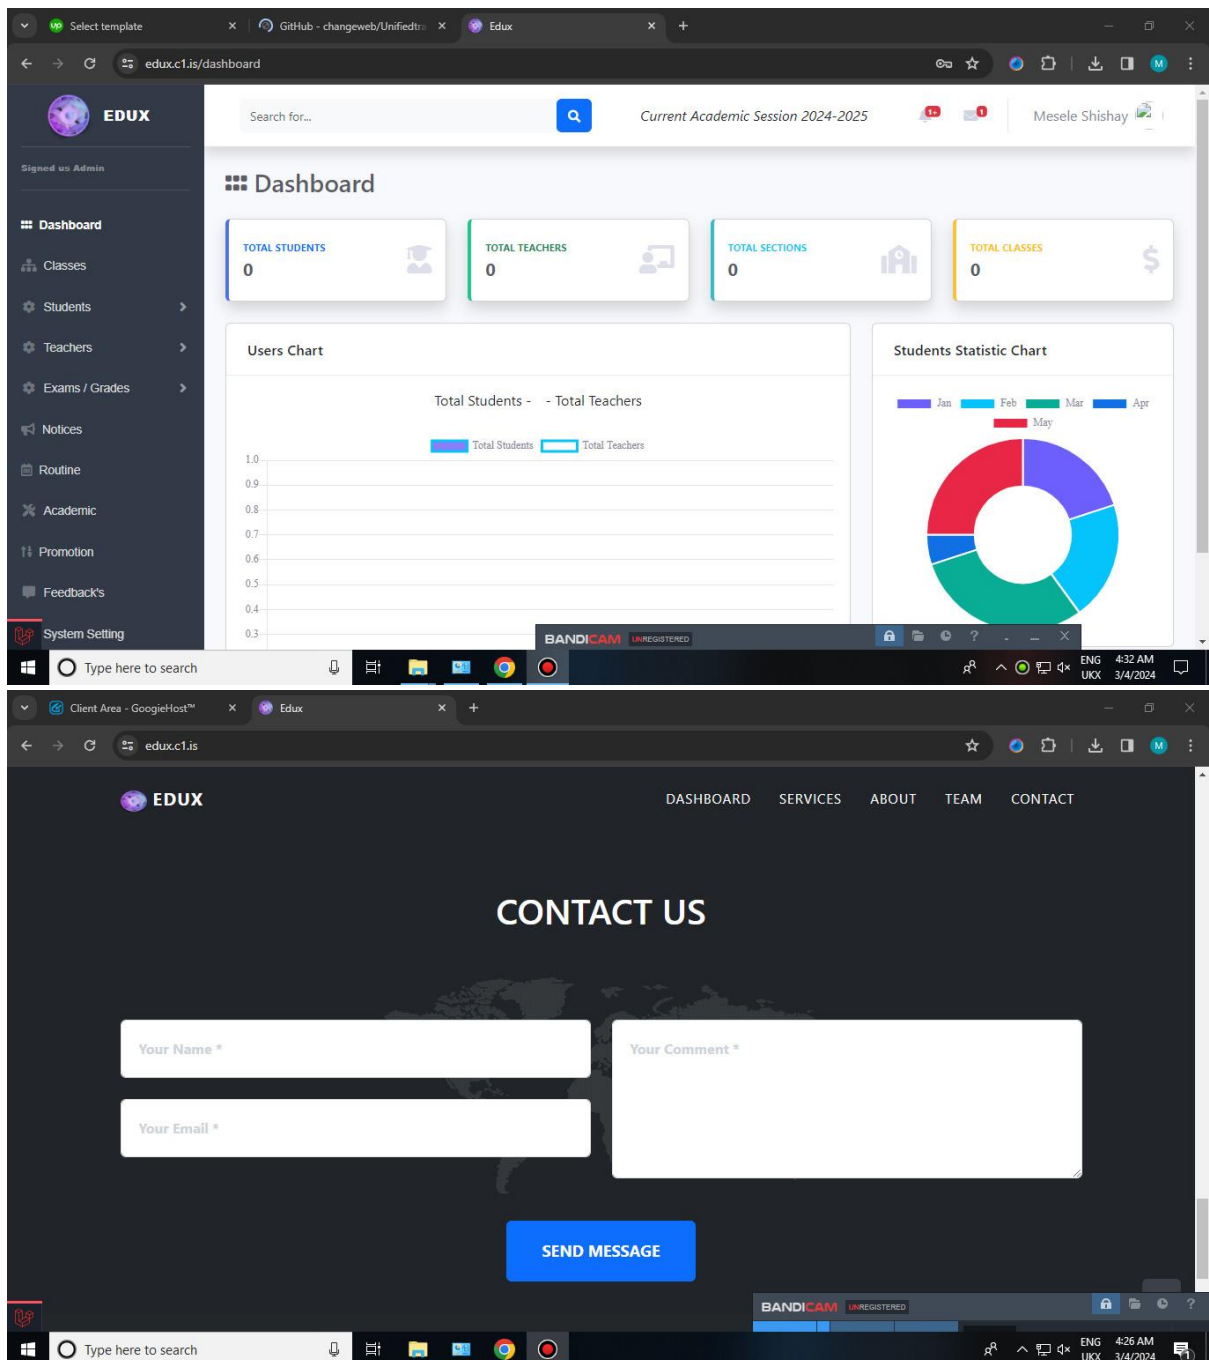 Select template
GitHub - changeweb/Unifiedtr
Edux
edux.c1.is/dashboard
M
EDUX
Search for...
Current Academic Session 2024-2025
1+
1
Mesele Shishay
Signed us Admin
Dashboard
Dashboard
Classes
Students
Teachers
Exams / Grades
Notices
Routine
Academic
Promotion
Feedback's
System Setting
TOTAL STUDENTS
0
TOTAL TEACHERS
0
TOTAL SECTIONS
0
TOTAL CLASSES
0
Users Chart
Total Students - - Total Teachers
Total Students Total Teachers
1.0
0.9
0.8
0.7
0.6
0.5
0.4
0.3
Students Statistic Chart
Jan Feb Mar Apr
May
BANDICAM UNREGISTERED
Type here to search
ENG 4:32 AM
UKX 3/4/2024
Client Area - GoogieHost™
Edux
edux.c1.is
M
EDUX
DASHBOARD SERVICES ABOUT TEAM CONTACT
CONTACT US
Your Name *
Your Comment *
Your Email *
SEND MESSAGE
BANDICAM UNREGISTERED
Type here to search
ENG 4:26 AM
UKX 3/4/2024
1